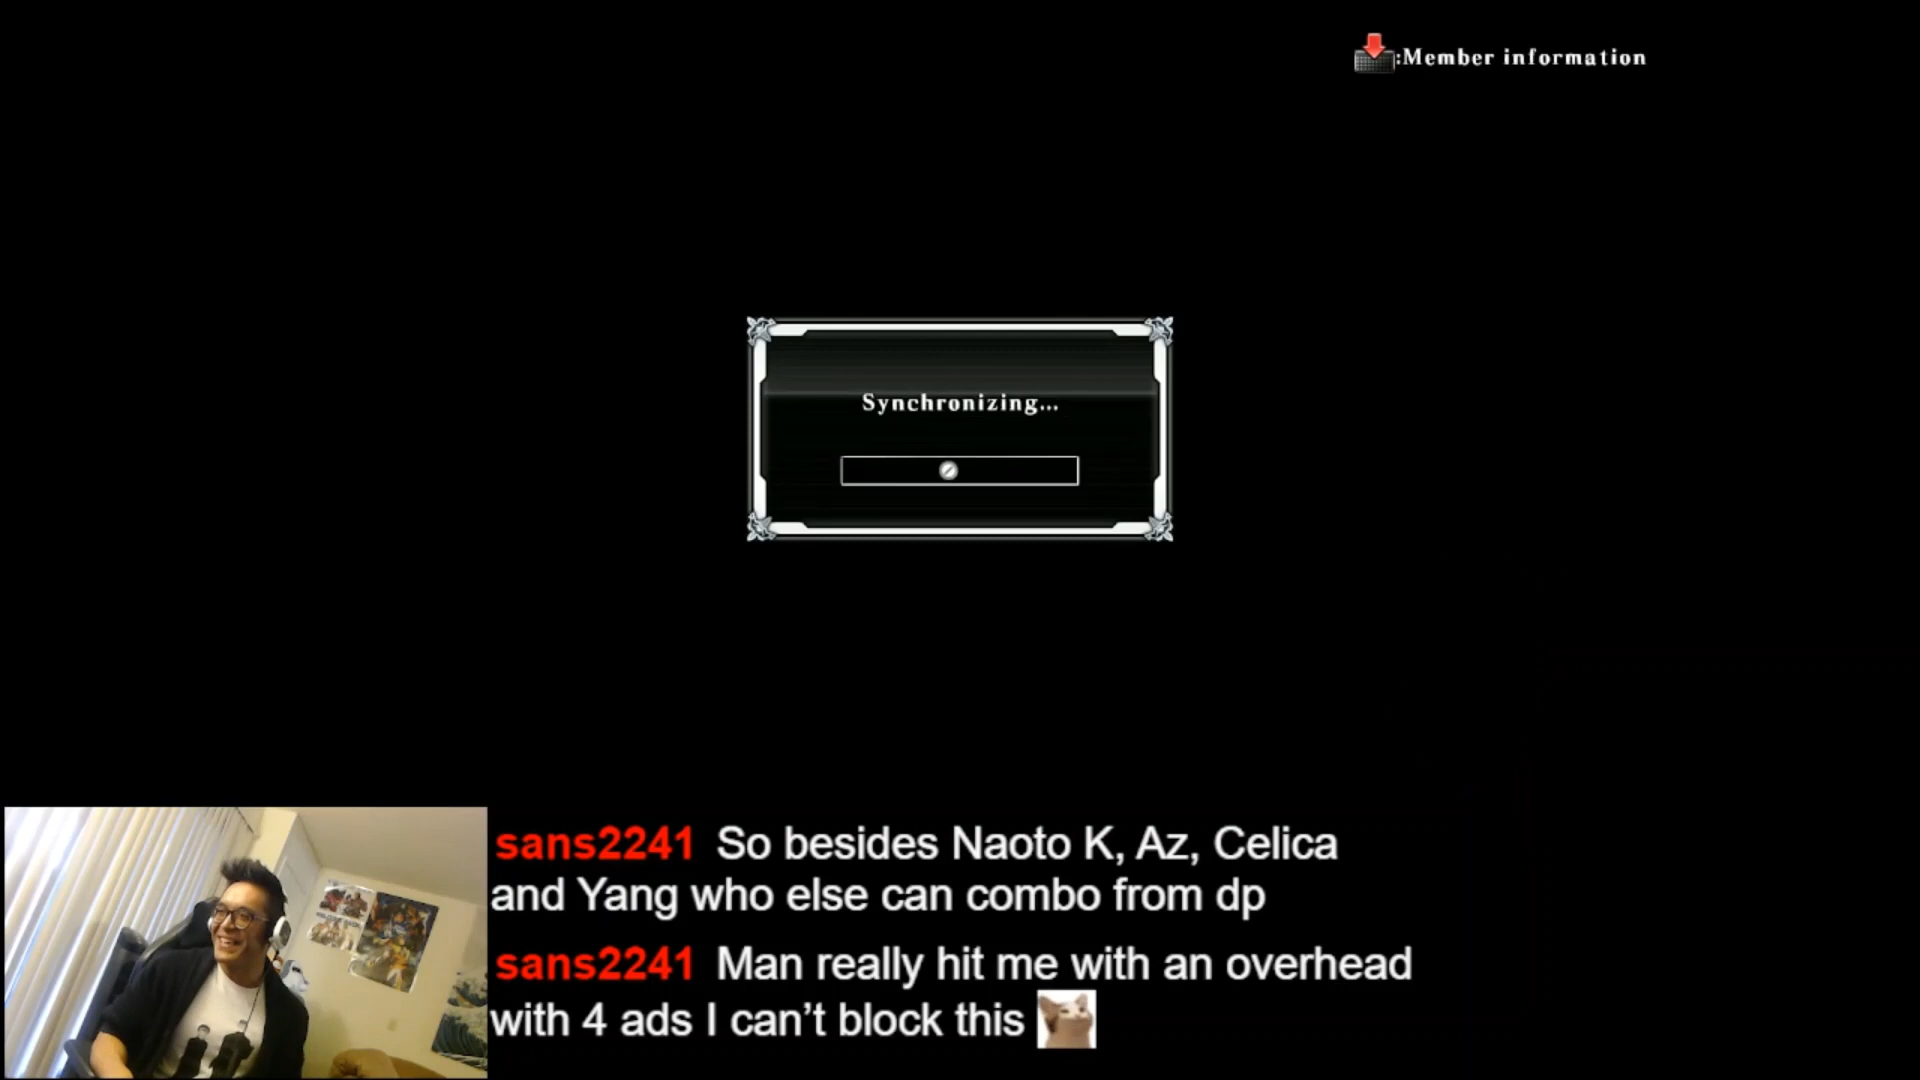 :Member information
Synchronizing...
sans2241 So besides Naoto K, Az, Celica
and Yang who else can combo from dp
sans2241 Man really hit me with an overhead
with 4 ads I can’t block this